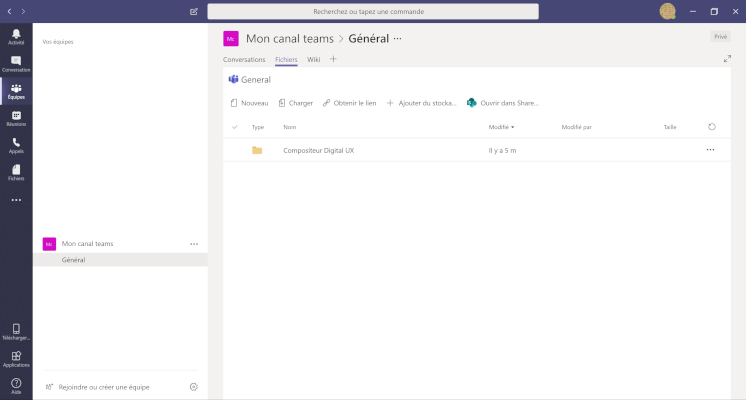 Recherchez ou tapez une commande
Activité
Conversation
Équipes
Réunions
Appels
Fichiers
Télécharger...
Applications
Aide
Vos équipes
Mc Mon canal teams
Général
Rejoindre ou créer une équipe
Mc Mon canal teams > Général
Privé
Conversations Fichiers Wiki
General
Nouveau Charger Obtenir le lien Ajouter du stocka... Ouvrir dans Share...
Type Nom Modifié Modifié par Taille
Compositeur Digital UX Il y a 5 m